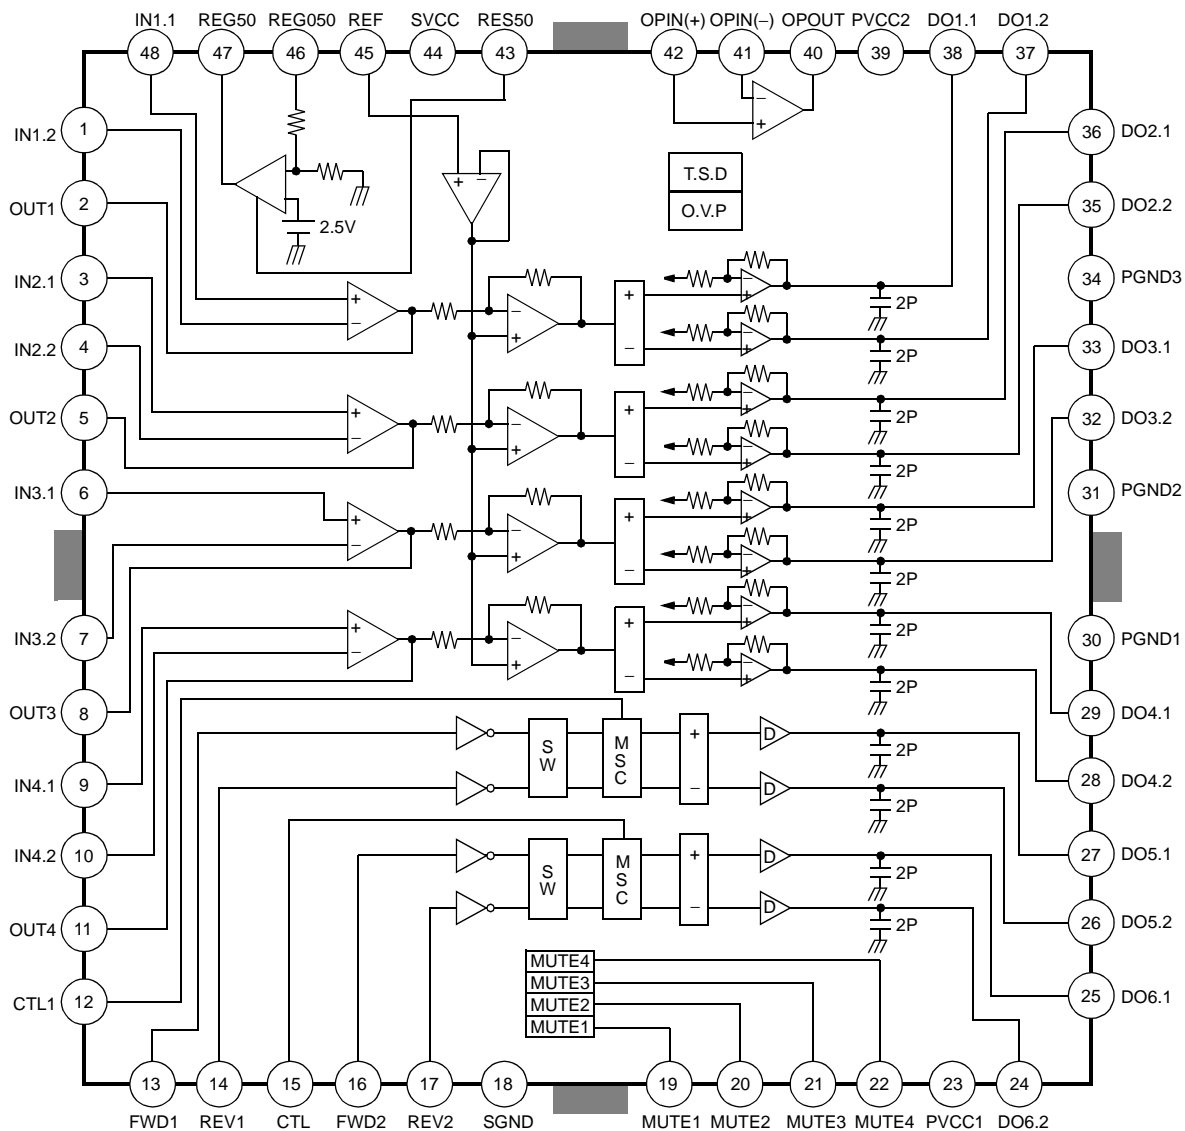 IN1.1 REG50 REG050 REF SVCC RES50 OPIN(+) OPIN(−) OPOUT PVCC2 DO1.1 DO1.2
48 47 46 45 44 43 42 41 40 39 38 37
IN1.2 1
OUT1 2
IN2.1 3
IN2.2 4
OUT2 5
IN3.1 6
IN3.2 7
OUT3 8
IN4.1 9
IN4.2 10
OUT4 11
CTL1 12
36 DO2.1
35 DO2.2
34 PGND3
33 DO3.1
32 DO3.2
31 PGND2
30 PGND1
29 DO4.1
28 DO4.2
27 DO5.1
26 DO5.2
25 DO6.1
− +
+ −
2.5V
T.S.D
O.V.P
+ − − + + − − + 2P
− + 2P
+ − − + + − − + 2P
− + 2P
+ − − + + − − + 2P
− + 2P
+ − − + + − − + 2P
− + 2P
SW MSC + − D 2P
D 2P
SW MSC + − D 2P
D 2P
MUTE4
MUTE3
MUTE2
MUTE1
13 14 15 16 17 18 19 20 21 22 23 24
FWD1 REV1 CTL FWD2 REV2 SGND MUTE1 MUTE2 MUTE3 MUTE4 PVCC1 DO6.2